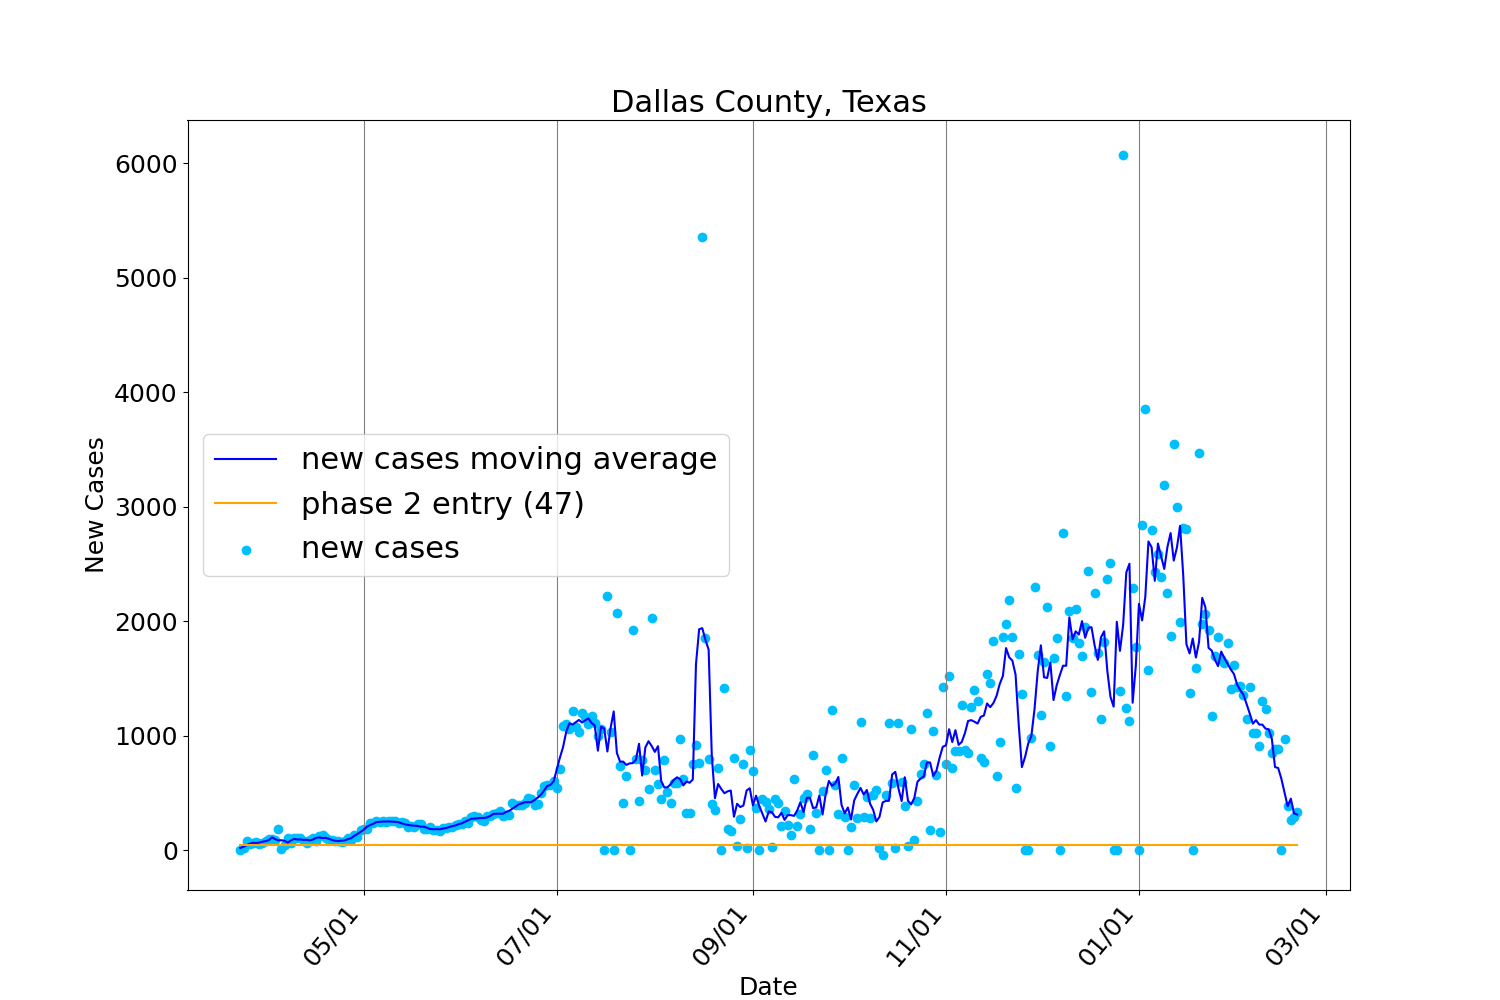 Dallas County, Texas
6000
5000
4000
3000
2000
1000
0
New Cases
new cases moving average
phase 2 entry (47)
new cases
05/01
07/01
09/01
11/01
01/01
03/01
Date